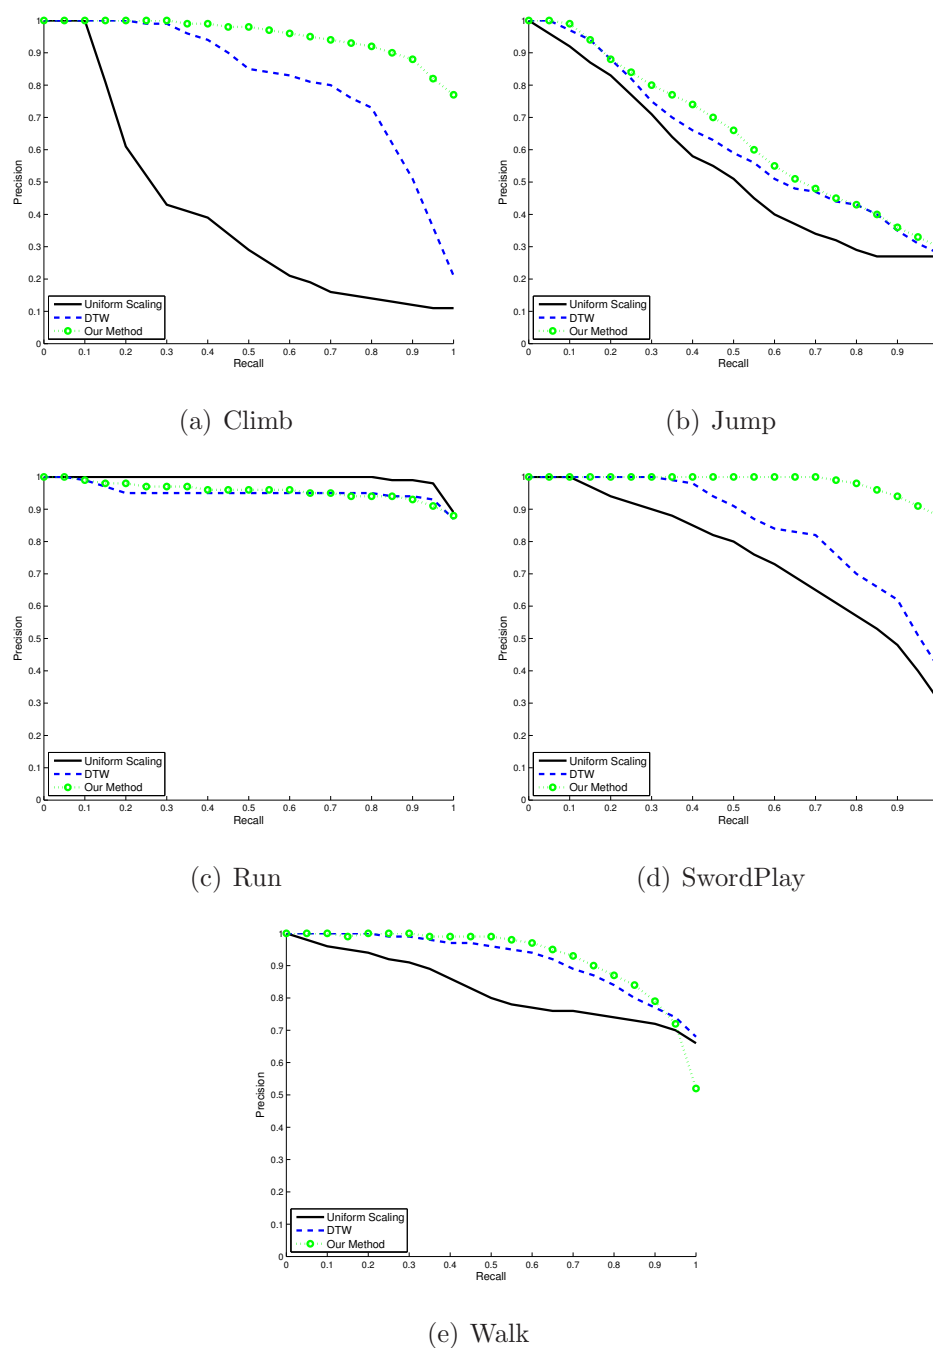 1
0.9
0.8
0.7
0.6
0.5
0.4
0.3
0.2
0.1
0
Precision
Uniform Scaling
DTW
Our Method
0 0.1 0.2 0.3 0.4 0.5 0.6 0.7 0.8 0.9 1
Recall
(a) Climb
1
0.9
0.8
0.7
0.6
0.5
0.4
0.3
0.2
0.1
0
Precision
Uniform Scaling
DTW
Our Method
0 0.1 0.2 0.3 0.4 0.5 0.6 0.7 0.8 0.9
Recall
(b) Jump
1
0.9
0.8
0.7
0.6
0.5
0.4
0.3
0.2
0.1
0
Precision
Uniform Scaling
DTW
Our Method
0 0.1 0.2 0.3 0.4 0.5 0.6 0.7 0.8 0.9 1
Recall
(c) Run
1
0.9
0.8
0.7
0.6
0.5
0.4
0.3
0.2
0.1
0
Precision
Uniform Scaling
DTW
Our Method
0 0.1 0.2 0.3 0.4 0.5 0.6 0.7 0.8 0.9
Recall
(d) SwordPlay
1
0.9
0.8
0.7
0.6
0.5
0.4
0.3
0.2
0.1
0
Precision
Uniform Scaling
DTW
Our Method
0 0.1 0.2 0.3 0.4 0.5 0.6 0.7 0.8 0.9 1
Recall
(e) Walk